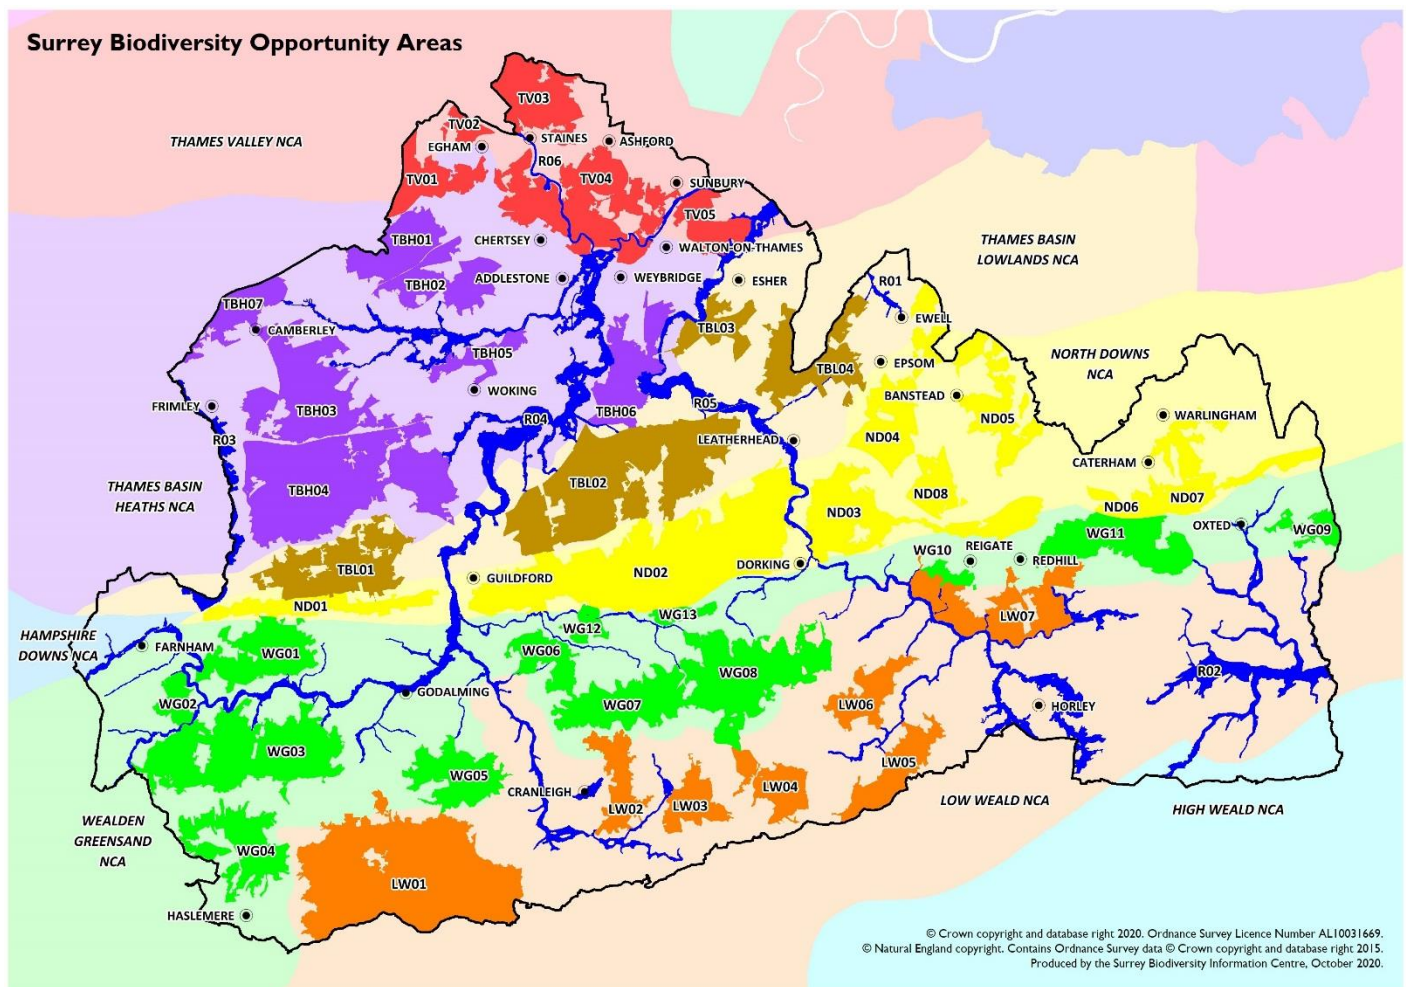 Surrey Biodiversity Opportunity Areas
TV03
THAMES VALLEY NCA
TV02
STAINES
ASHFORD
EGHAM
R06
TV01
TV04
SUNBURY
TV05
TBH01
CHERTSEY
WALTON-ON-THAMES
THAMES BASIN
LOWLANDS NCA
ADDLESTONE
WEYBRIDGE
ESHER
R01
TBH02
TBH07
CAMBERLEY
TBL03
EWELL
TBH05
TBL04
EPSOM
NORTH DOWNS
NCA
WOKING
BANSTEAD
FRIMLEY
TBH03
TBH06
R05
R04
ND05
WARLINGHAM
R03
LEATHERHEAD
ND04
CATERHAM
THAMES BASIN
HEATHS NCA
TBH04
TBL02
ND08
ND07
ND06
ND03
OXTED
WG09
WG11
WG10
REIGATE
REDHILL
TBL01
GUILDFORD
ND02
DORKING
ND01
WG13
LW07
WG12
HAMPSHIRE
DOWNS NCA
FARNHAM
WG01
WG06
WG08
R02
GODALMING
WG02
WG07
LW06
HORLEY
WG03
WG05
LW05
CRANLEIGH
LW02
LW03
LW04
LOW WEALD NCA
HIGH WEALD NCA
WEALDEN
GREENSAND
NCA
WG04
LW01
HASLEMERE
© Crown copyright and database right 2020. Ordnance Survey Licence Number AL10031669.
© Natural England copyright. Contains Ordnance Survey data © Crown copyright and database right 2015.
Produced by the Surrey Biodiversity Information Centre, October 2020.